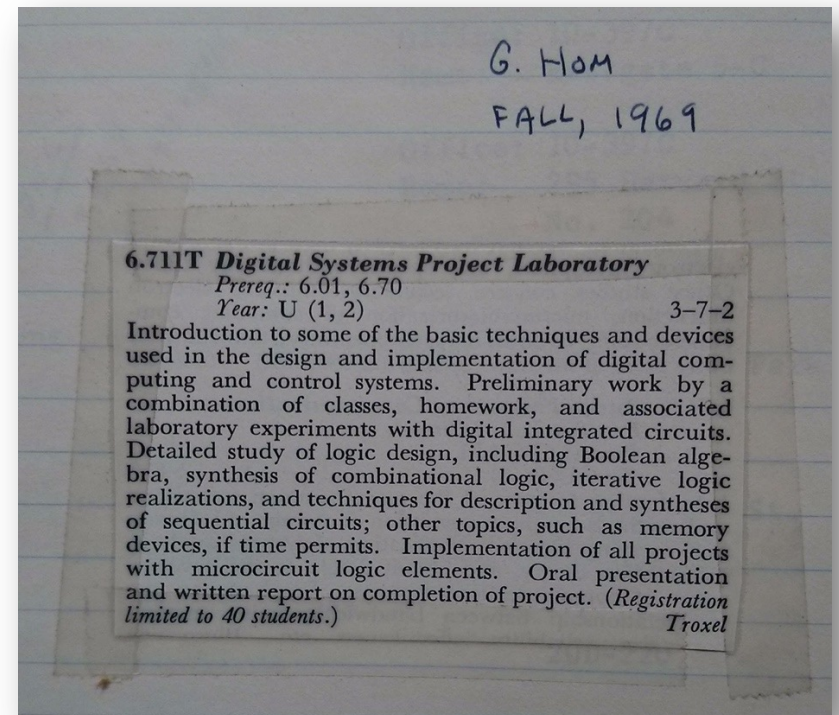 G. HOM
FALL, 1969
6.711T Digital Systems Project Laboratory
Prereq.: 6.01, 6.70
Year: U (1, 2) 3–7–2
Introduction to some of the basic techniques and devices
used in the design and implementation of digital com-
puting and control systems. Preliminary work by a
combination of classes, homework, and associated
laboratory experiments with digital integrated circuits.
Detailed study of logic design, including Boolean alge-
bra, synthesis of combinational logic, iterative logic
realizations, and techniques for description and syntheses
of sequential circuits; other topics, such as memory
devices, if time permits. Implementation of all projects
with microcircuit logic elements. Oral presentation
and written report on completion of project. (Registration
limited to 40 students.) Troxel